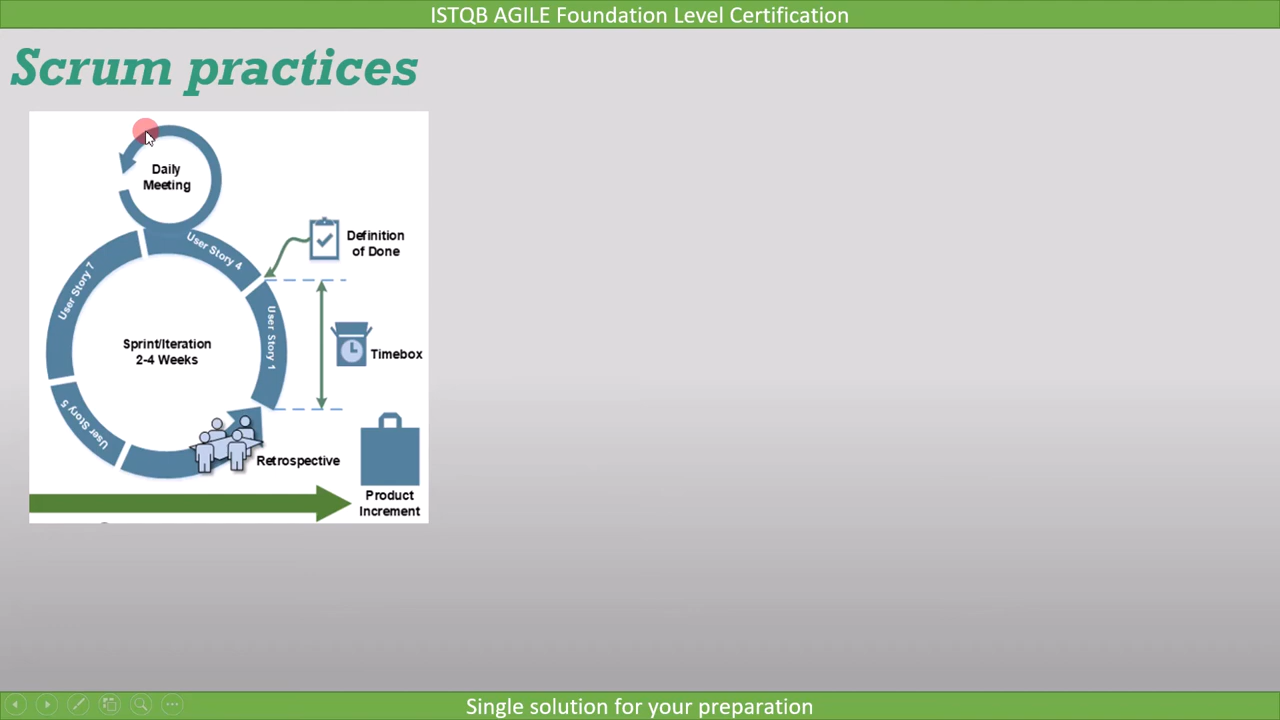 ISTQB AGILE Foundation Level Certification
Scrum practices
Daily
Meeting
User Story 4
Definition
of Done
User Story 7
User Story 1
Sprint/Iteration
2-4 Weeks
Timebox
User Story 5
Retrospective
Product
Increment
Single solution for your preparation